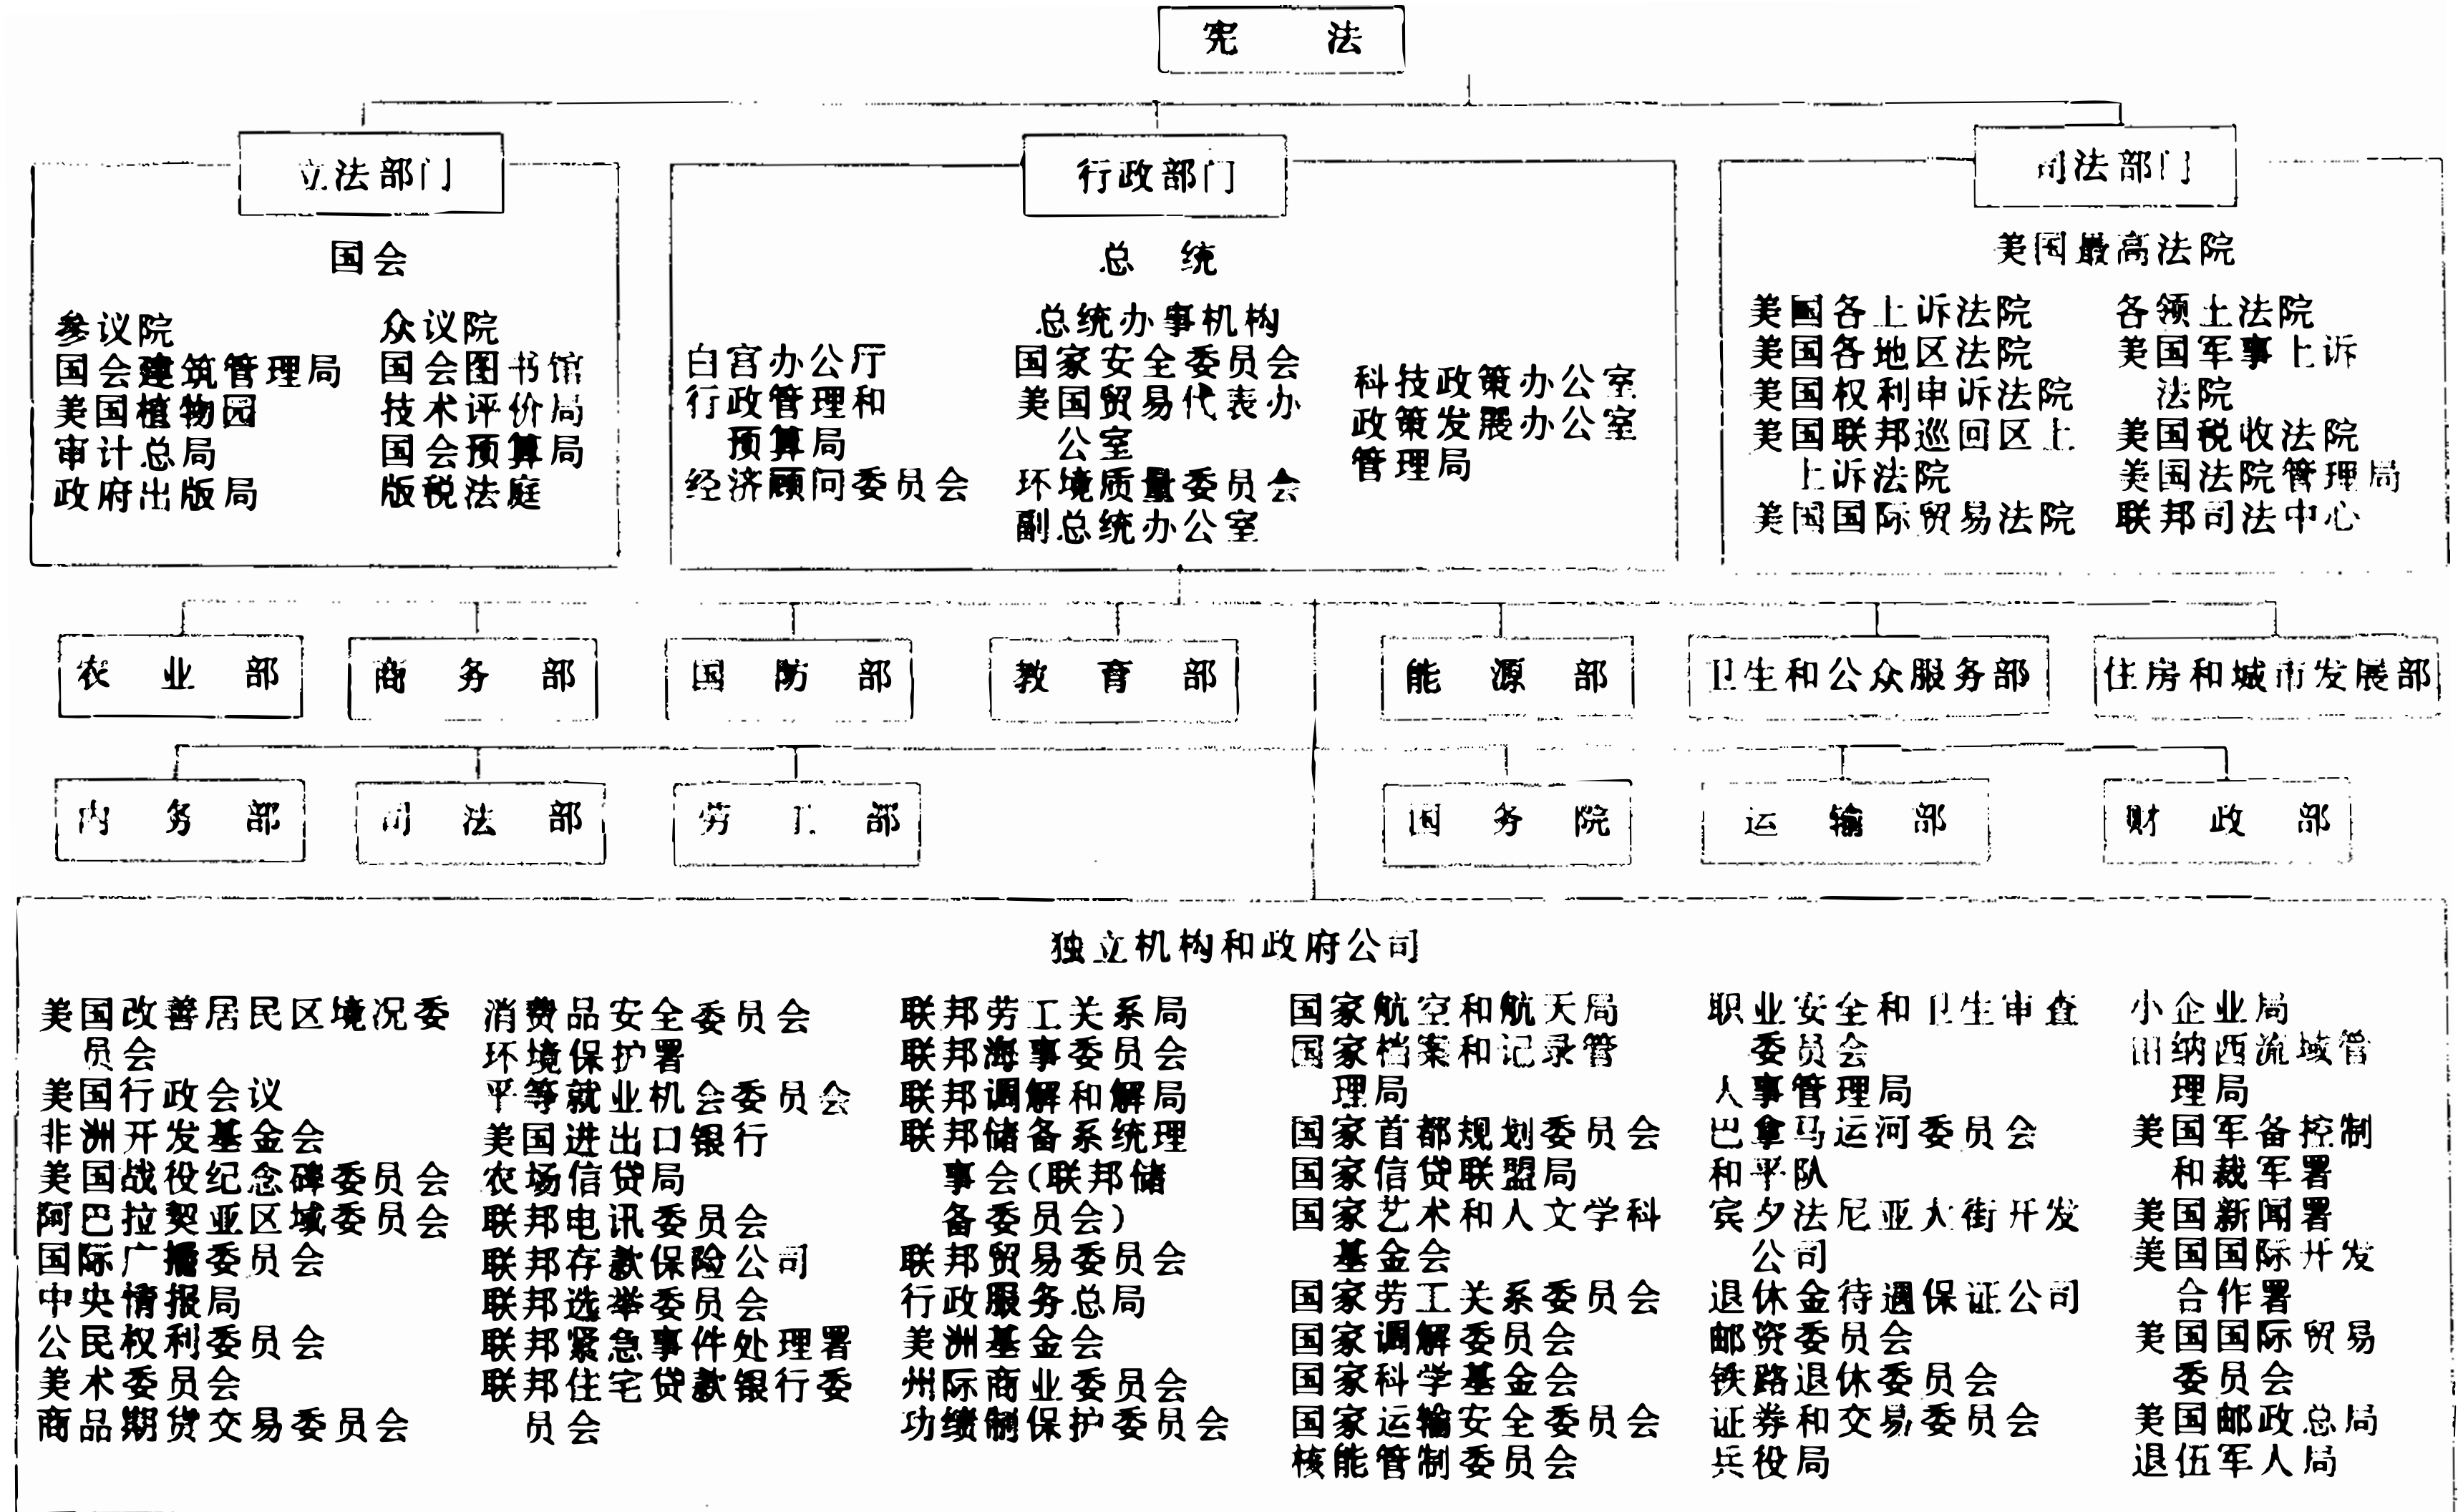 宪 法
立法部门
国会
参议院
国会建筑管理局
美国植物园
审计总局
政府出版局
众议院
国会图书馆
技术评价局
国会预算局
版税法庭
行政部门
总 统
总统办事机构
白宫办公厅
行政管理和
预算局
经济顾问委员会
国家安全委员会
美国贸易代表办
公室
环境质量委员会
副总统办公室
科技政策办公室
政策发展办公室
管理局
司法部门
美国最高法院
美国各上诉法院
美国各地区法院
美国权利申诉法院
美国联邦巡回区上
上诉法院
美国国际贸易法院
各领土法院
美国军事上诉
法院
美国税收法院
美国法院管理局
联邦司法中心
农 业 部
商 务 部
国 防 部
教 育 部
能 源 部
卫生和公众服务部
住房和城市发展部
内 务 部
司 法 部
劳 工 部
国 务 院
运 输 部
财 政 部
独立机构和政府公司
美国改善居民区境况委
员会
美国行政会议
非洲开发基金会
美国战役纪念碑委员会
阿巴拉契亚区域委员会
国际广播委员会
中央情报局
公民权利委员会
美术委员会
商品期货交易委员会
消费品安全委员会
环境保护署
平等就业机会委员会
美国进出口银行
农场信贷局
联邦电讯委员会
联邦存款保险公司
联邦选举委员会
联邦紧急事件处理署
联邦住宅贷款银行委
员会
联邦劳工关系局
联邦海事委员会
联邦调解和解局
联邦储备系统理
事会(联邦储
备委员会)
联邦贸易委员会
行政服务总局
美洲基金会
州际商业委员会
功绩制保护委员会
国家航空和航天局
国家档案和记录管
理局
国家首都规划委员会
国家信贷联盟局
国家艺术和人文学科
基金会
国家劳工关系委员会
国家调解委员会
国家科学基金会
国家运输安全委员会
核能管制委员会
职业安全和卫生审查
委员会
人事管理局
巴拿马运河委员会
和平队
宾夕法尼亚大街开发
公司
退休金待遇保证公司
邮资委员会
铁路退休委员会
证券和交易委员会
兵役局
小企业局
田纳西流域管
理局
美国军备控制
和裁军署
美国新闻署
美国国际开发
合作署
美国国际贸易
委员会
美国邮政总局
退伍军人局